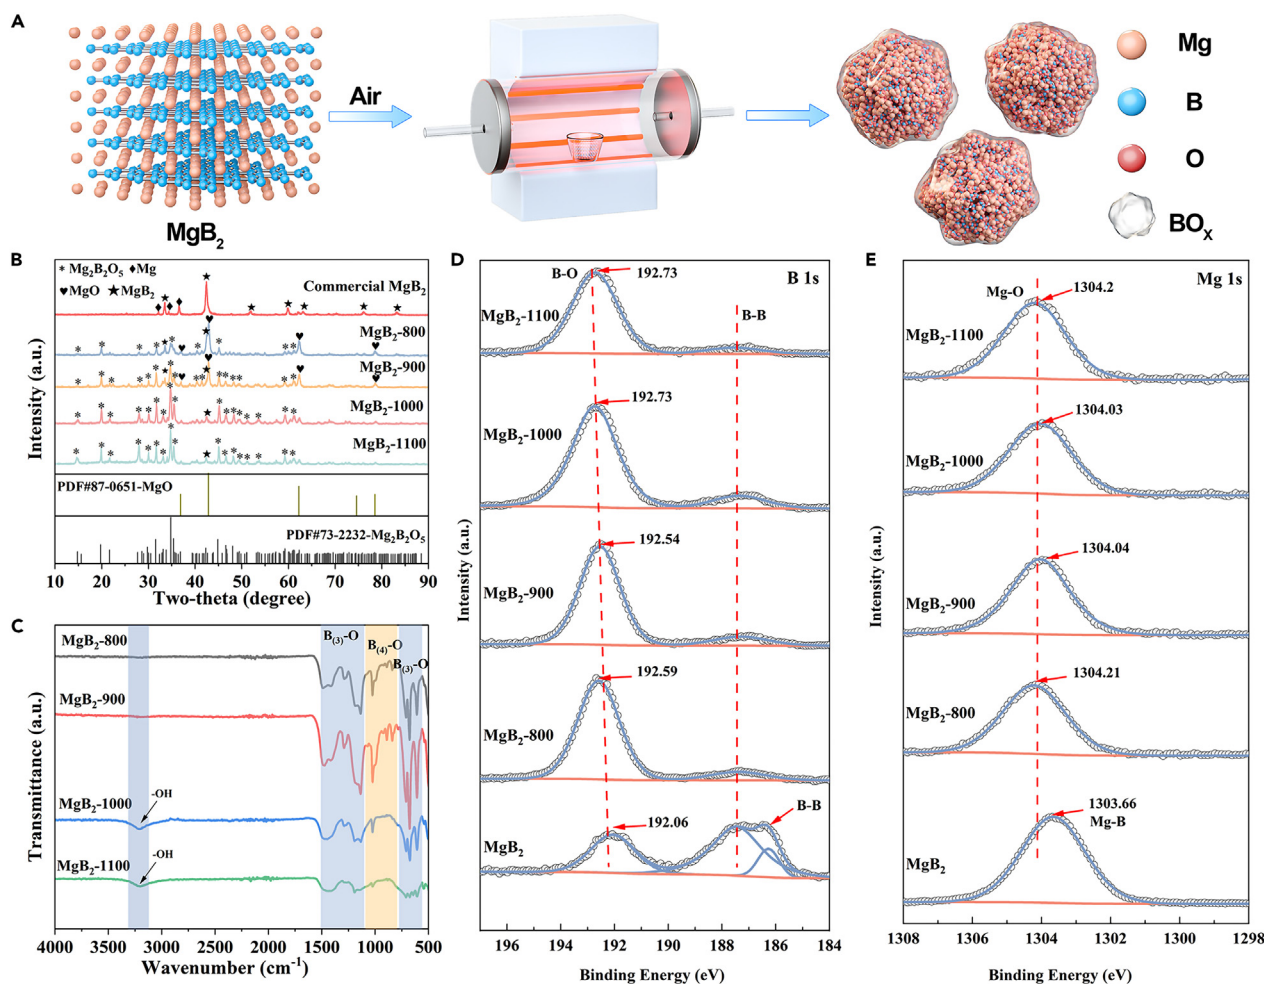 A
Air
MgB2
Mg
B
O
BOX
B
* Mg2B2O5 ♦Mg
♥MgO ★MgB2
Commercial MgB2
MgB2-800
MgB2-900
MgB2-1000
MgB2-1100
PDF#87-0651-MgO
PDF#73-2232-Mg2B2O5
10 20 30 40 50 60 70 80 90
Two-theta (degree)
Intensity (a.u.)
C
MgB2-800
B(3)-O
B(4)-O
B(3)-O
MgB2-900
MgB2-1000
-OH
MgB2-1100
-OH
4000 3500 3000 2500 2000 1500 1000 500
Wavenumber (cm-1)
Transmittance (a.u.)
D
B 1s
B-O
192.73
B-B
MgB2-1100
192.73
MgB2-1000
192.54
MgB2-900
192.59
MgB2-800
B-B
192.06
MgB2
196 194 192 190 188 186 184
Binding Energy (eV)
Intensity (a.u.)
E
Mg 1s
Mg-O
1304.2
MgB2-1100
1304.03
MgB2-1000
1304.04
MgB2-900
1304.21
MgB2-800
1303.66
Mg-B
MgB2
1308 1306 1304 1302 1300 1298
Binding Energy (eV)
Intensity (a.u.)